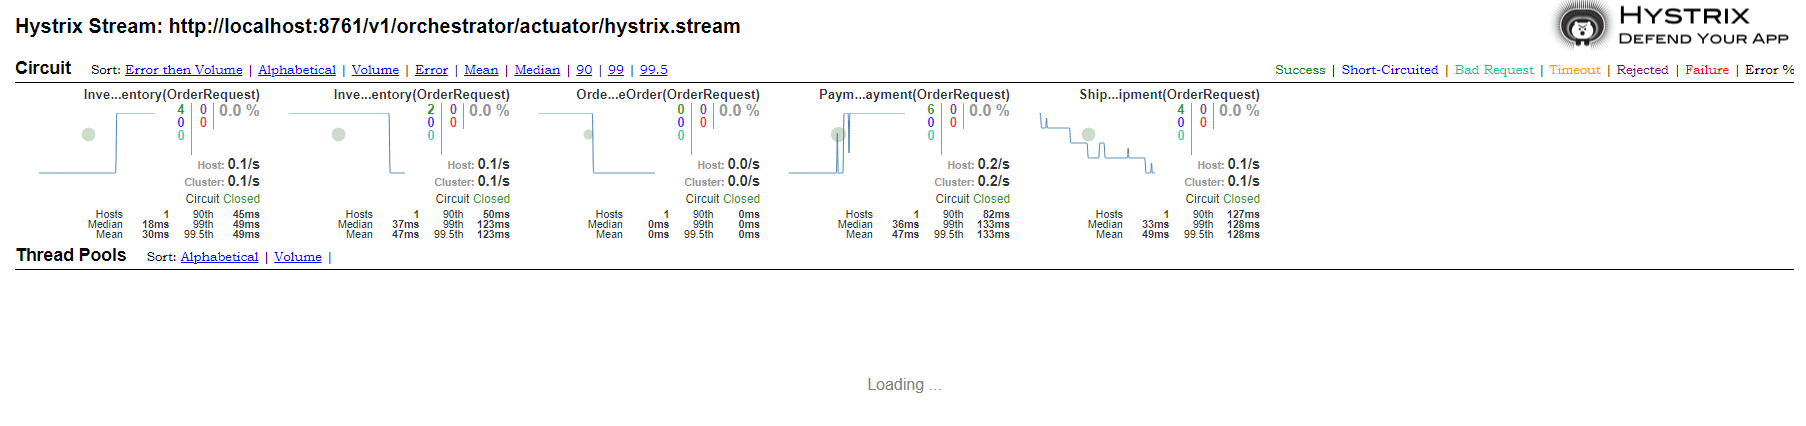 Hystrix Stream: http://localhost:8761/v1/orchestrator/actuator/hystrix.stream
HYSTRIX
DEFEND YOUR APP
Circuit Sort: Error then Volume | Alphabetical | Volume | Error | Mean | Median | 90 | 99 | 99.5
Success | Short-Circuited | Bad Request | Timeout | Rejected | Failure | Error %
Inve...entory(OrderRequest)
4 0 0.0 %
0 0
0
Host: 0.1/s
Cluster: 0.1/s
Circuit Closed
Hosts 1 90th 45ms
Median 18ms 99th 49ms
Mean 30ms 99.5th 49ms
Inve...entory(OrderRequest)
2 0 0.0 %
0 0
0
Host: 0.1/s
Cluster: 0.1/s
Circuit Closed
Hosts 1 90th 50ms
Median 37ms 99th 123ms
Mean 47ms 99.5th 123ms
Orde...eOrder(OrderRequest)
0 0 0.0 %
0 0
0
Host: 0.0/s
Cluster: 0.0/s
Circuit Closed
Hosts 1 90th 0ms
Median 0ms 99th 0ms
Mean 0ms 99.5th 0ms
Paym...ayment(OrderRequest)
6 0 0.0 %
0 0
0
Host: 0.2/s
Cluster: 0.2/s
Circuit Closed
Hosts 1 90th 82ms
Median 36ms 99th 133ms
Mean 47ms 99.5th 133ms
Ship...ipment(OrderRequest)
4 0 0.0 %
0 0
0
Host: 0.1/s
Cluster: 0.1/s
Circuit Closed
Hosts 1 90th 127ms
Median 33ms 99th 128ms
Mean 49ms 99.5th 128ms
Thread Pools Sort: Alphabetical | Volume |
Loading ...